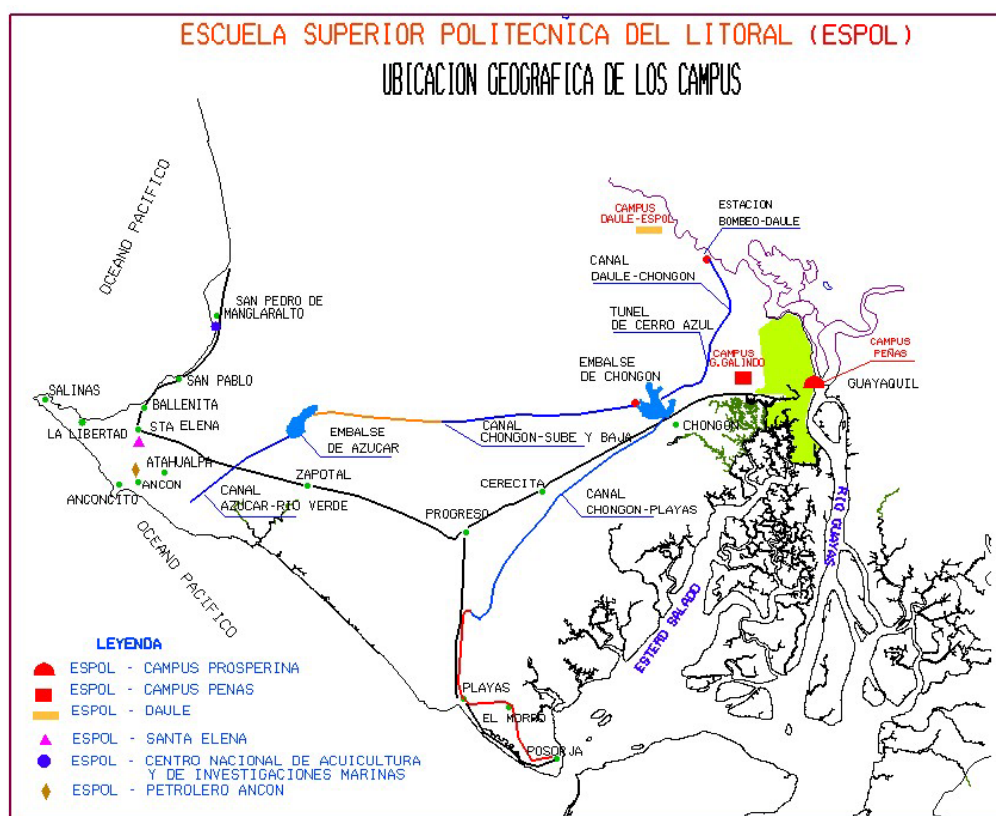 ESCUELA SUPERIOR POLITECNICA DEL LITORAL (ESPOL)
UBICACION GEOGRAFICA DE LOS CAMPUS
OCEANO PACIFICO
CAMPUS
DAULE-ESPOL
ESTACION
BOMBEO-DAULE
CANAL
DAULE-CHONGON
SAN PEDRO DE
MANGLARALTO
TUNEL
DE CERRO AZUL
CAMPUS
G.GALINDO
CAMPUS
PEÑAS
EMBALSE
DE CHONGON
GUAYAQUIL
SAN PABLO
SALINAS
BALLENITA
LA LIBERTAD
STA ELENA
EMBALSE
DE AZUCAR
CANAL
CHONGON-SUBE Y BAJA
CHONGON
ATAHUALPA
ANCON
ANCONCITO
ZAPOTAL
CERECITA
CANAL
AZUCAR-RIO VERDE
CANAL
CHONGON-PLAYAS
PROGRESO
RIO GUAYAS
OCEANO PACIFICO
ESTERO SALADO
PLAYAS
EL MORRO
POSORJA
LEYENDA
ESPOL - CAMPUS PROSPERINA
ESPOL - CAMPUS PENAS
ESPOL - DAULE
ESPOL - SANTA ELENA
ESPOL - CENTRO NACIONAL DE ACUICULTURA
Y DE INVESTIGACIONES MARINAS
ESPOL - PETROLERO ANCON